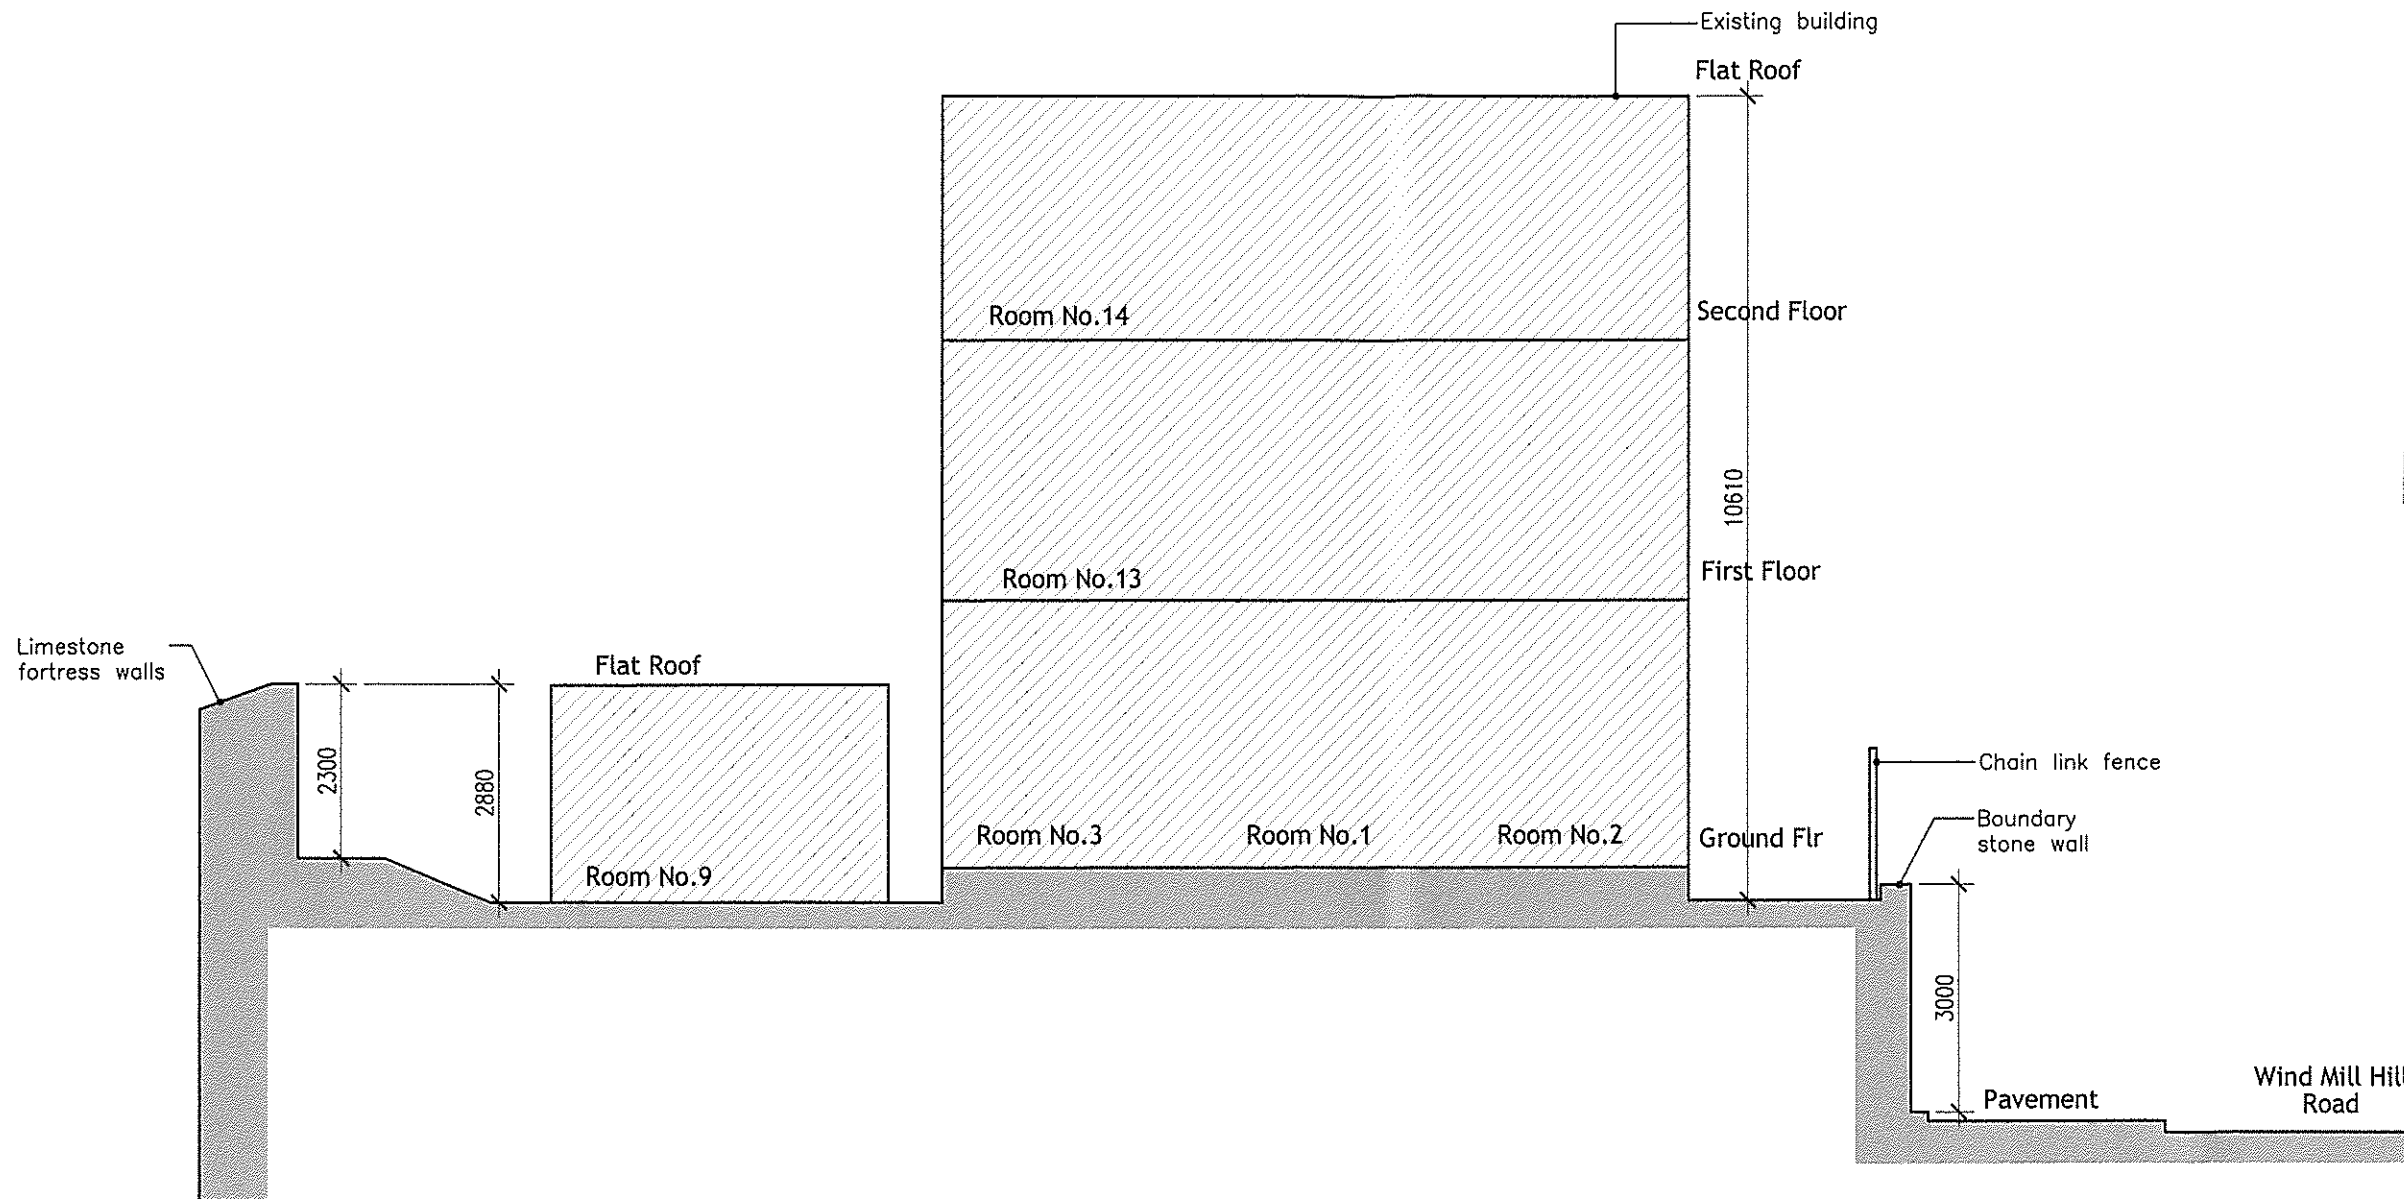 Existing building
Flat Roof
Room No.14
Second Floor
10610
Room No.13
First Floor
Limestone
fortress walls
Flat Roof
2300
2880
Chain link fence
Boundary
stone wall
Room No.3
Room No.1
Room No.2
Ground Flr
Room No.9
3000
Pavement
Wind Mill Hill
Road